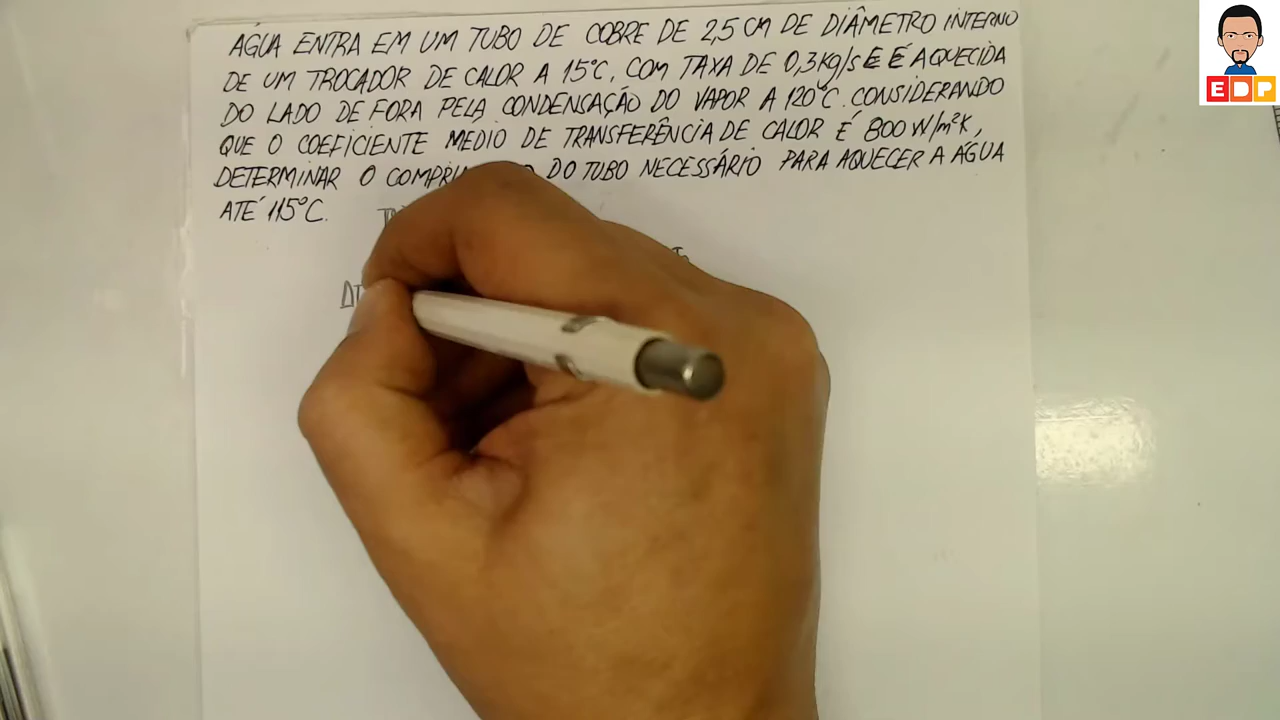 ÁGUA ENTRA EM UM TUBO DE COBRE DE 2,5 CM DE DIÂMETRO INTERNO
DE UM TROCADOR DE CALOR A 15°C, COM TAXA DE 0,3 Kg/s E É AQUECIDA
DO LADO DE FORA PELA CONDENSAÇÃO DO VAPOR A 120°C. CONSIDERANDO
QUE O COEFICIENTE MEDIO DE TRANSFERÊNCIA DE CALOR É 800 W/m²K,
DETERMINAR O DO TUBO NECESSÁRIO PARA AQUECER A ÁGUA
ATÉ 115°C.
EDP